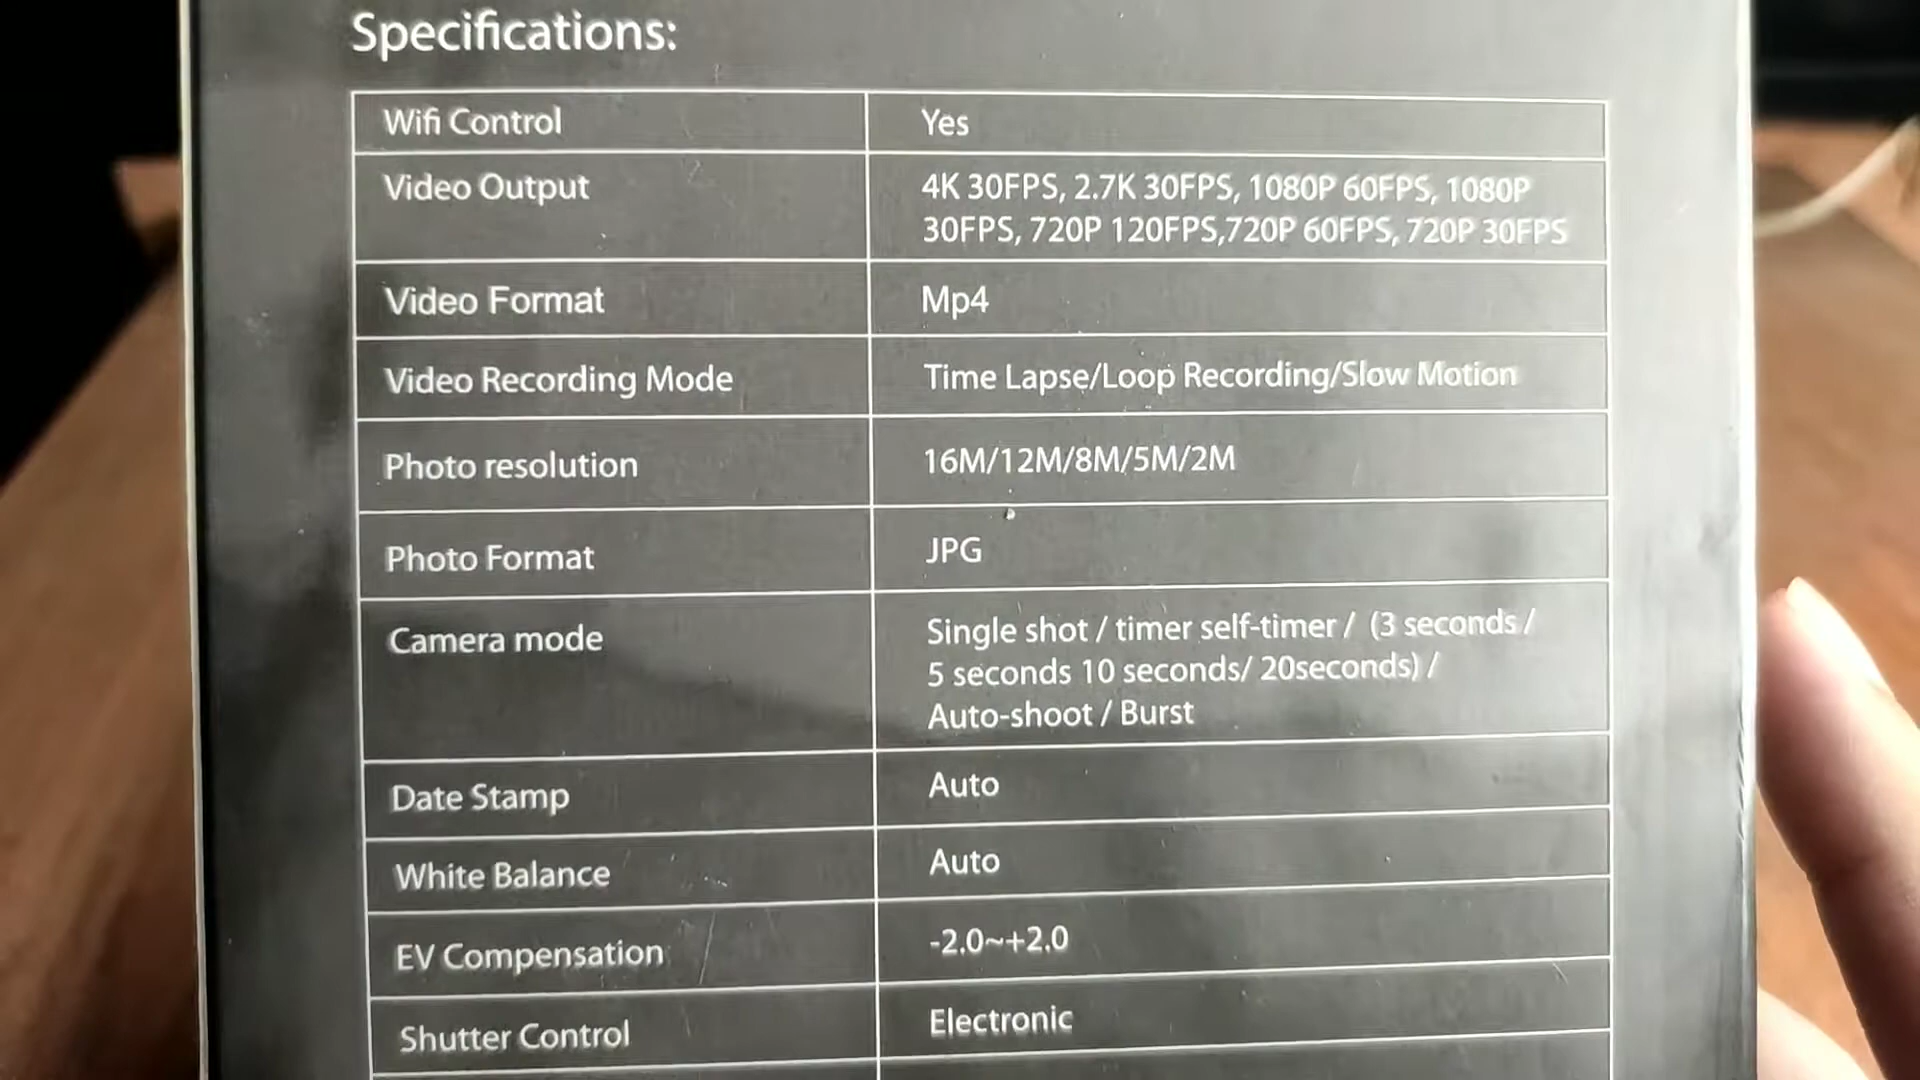 Specifications:
Wifi Control Yes
Video Output 4K 30FPS, 2.7K 30FPS, 1080P 60FPS, 1080P
30FPS, 720P 120FPS,720P 60FPS, 720P 30FPS
Video Format Mp4
Video Recording Mode Time Lapse/Loop Recording/Slow Motion
Photo resolution 16M/12M/8M/5M/2M
Photo Format JPG
Camera mode Single shot / timer self-timer / (3 seconds /
5 seconds 10 seconds/ 20seconds) /
Auto-shoot / Burst
Date Stamp Auto
White Balance Auto
EV Compensation -2.0~+2.0
Shutter Control Electronic